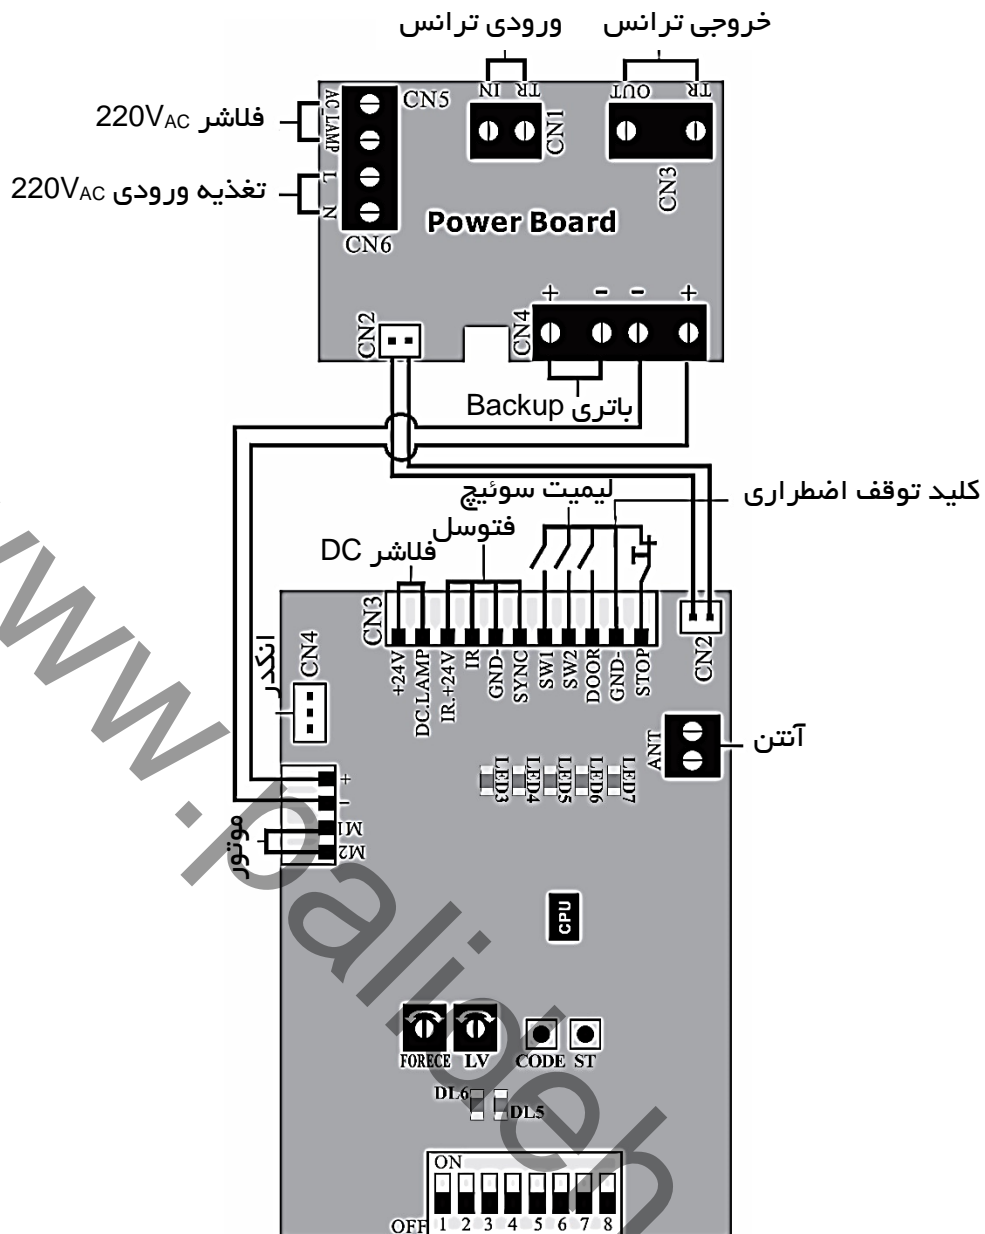 ورودی ترانس
خروجی ترانس
IN TR
OUT TR
AC LAMP
CN5
CN1
CN3
فلاشر 220VAC
L
N
تغذیه ورودی 220VAC
CN6
Power Board
+ - - +
CN2
CN4
باتری Backup
لیمیت سوئیچ
کلید توقف اضطراری
فتوسل
فلاشر DC
CN3
+24V
DC.LAMP
IR.+24V
IR
GND-
SYNC
SW1
SW2
DOOR
GND-
STOP
CN2
انکدر
CN4
ANT
آنتن
LED3
LED4
LED5
LED6
LED7
+
-
M1
M2
موتور
CPU
FORECE
LV
CODE
ST
DL6
DL5
ON
OFF
1 2 3 4 5 6 7 8
www.palideh